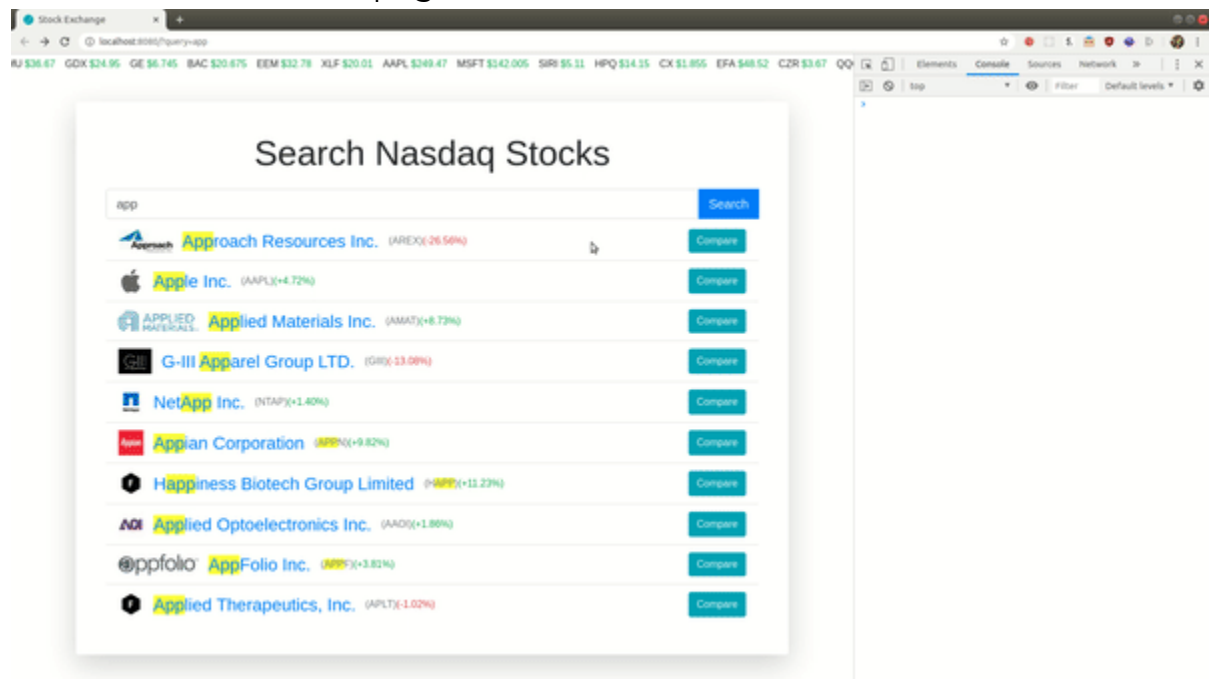 Stock Exchange
localhost:8080/?query=app
$36.67 GDX $24.95 GE $6.745 BAC $20.675 EEM $32.78 XLF $20.01 AAPL $249.47 MSFT $142.005 SIRI $5.11 HPQ $14.15 CX $1.855 EFA $48.52 CZR $3.67
Elements Console Sources Network »
top Filter Default levels
Search Nasdaq Stocks
app Search
Approach Approach Resources Inc. (AREX)(-26.56%) Compare
Apple Inc. (AAPL)(+4.72%) Compare
APPLIED MATERIALS. Applied Materials Inc. (AMAT)(+8.73%) Compare
GIII G-III Apparel Group LTD. (GIII)(-13.08%) Compare
NetApp Inc. (NTAP)(+1.40%) Compare
Appian Appian Corporation (APPN)(+9.82%) Compare
Happiness Biotech Group Limited (HAPP)(+11.23%) Compare
AOI Applied Optoelectronics Inc. (AAOI)(+1.86%) Compare
appfolio AppFolio Inc. (APPF)(+3.81%) Compare
Applied Therapeutics, Inc. (APLT)(-1.02%) Compare